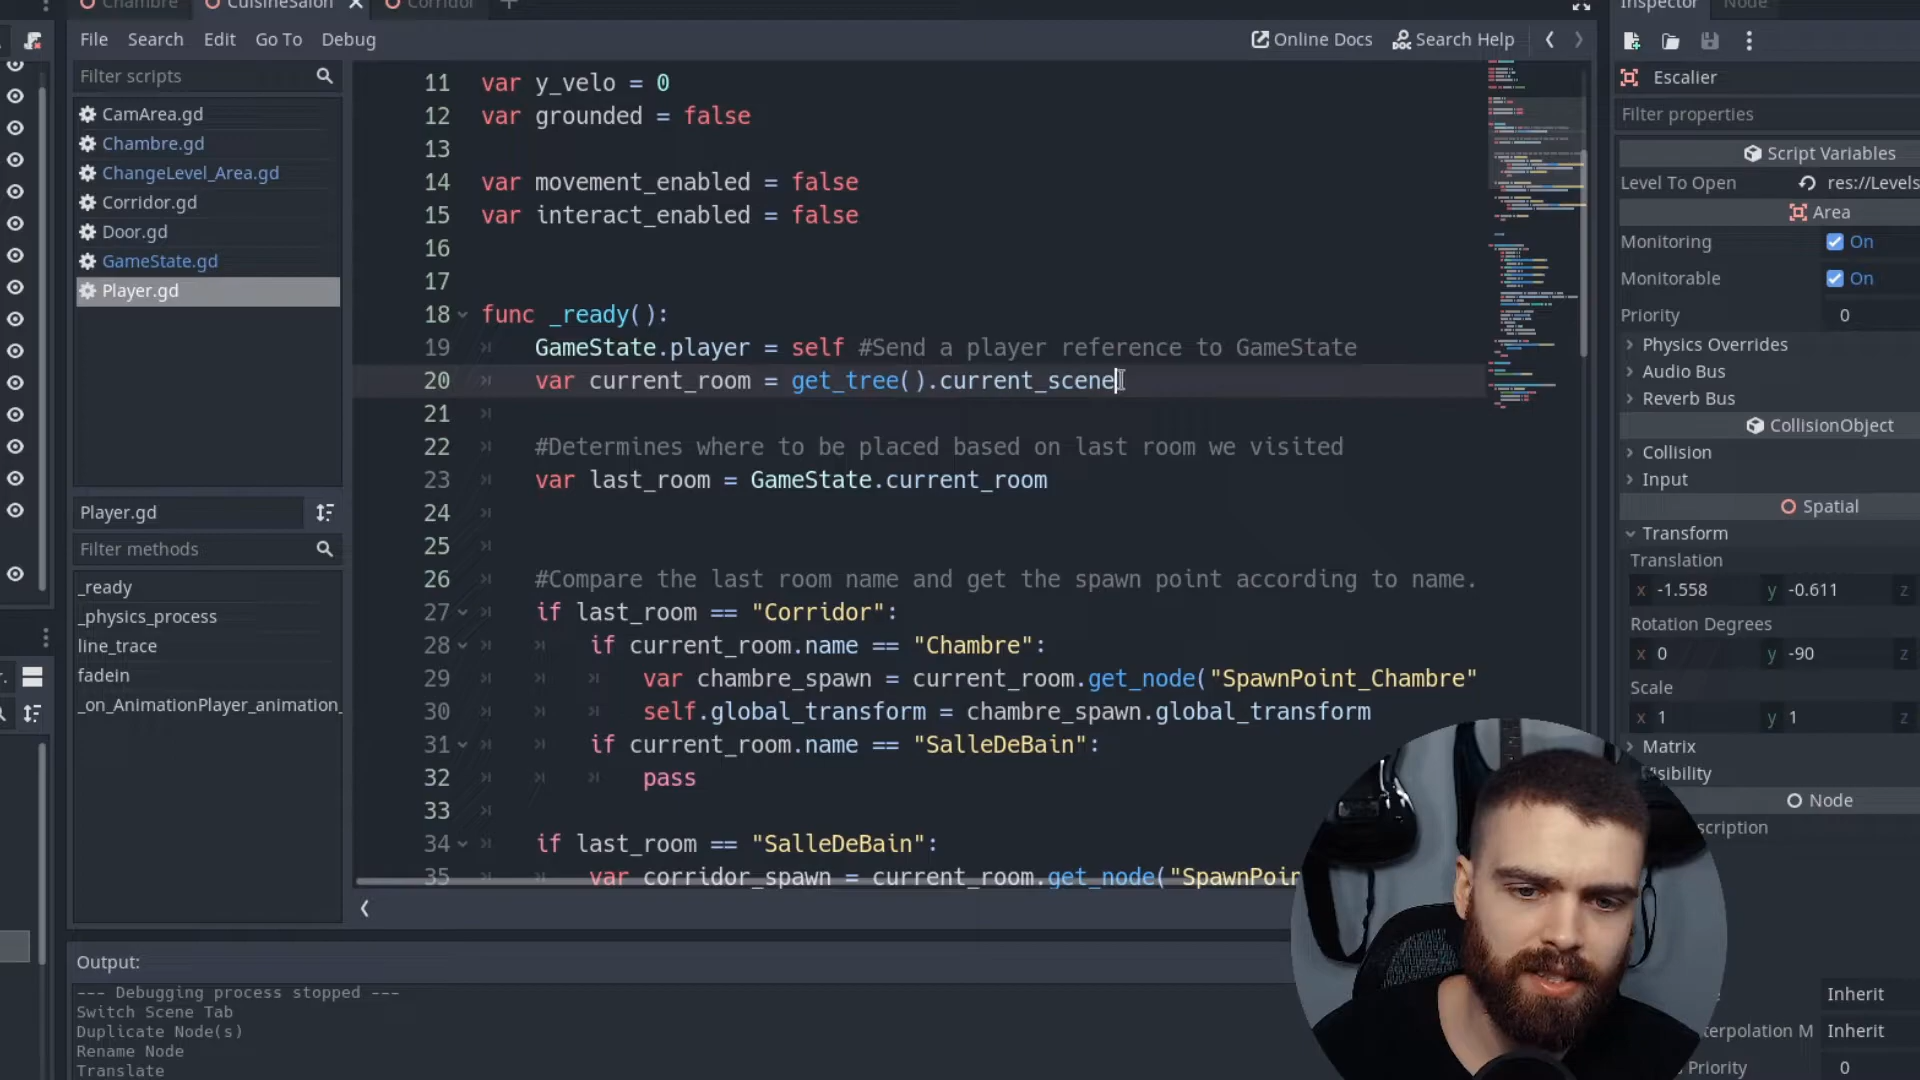 Chambre CuisineSalon Corridor
Inspector Node
File Search Edit Go To Debug Online Docs Search Help
Filter scripts
CamArea.gd
Chambre.gd
ChangeLevel_Area.gd
Corridor.gd
Door.gd
GameState.gd
Player.gd
Player.gd
Filter methods
_ready
_physics_process
line_trace
fadeIn
_on_AnimationPlayer_animation_
11 var y_velo = 0
12 var grounded = false
13
14 var movement_enabled = false
15 var interact_enabled = false
16
17
18 func _ready():
19 GameState.player = self #Send a player reference to GameState
20 var current_room = get_tree().current_scene
21
22 #Determines where to be placed based on last room we visited
23 var last_room = GameState.current_room
24
25
26 #Compare the last room name and get the spawn point according to name.
27 if last_room == "Corridor":
28 if current_room.name == "Chambre":
29 var chambre_spawn = current_room.get_node("SpawnPoint_Chambre"
30 self.global_transform = chambre_spawn.global_transform
31 if current_room.name == "SalleDeBain":
32 pass
33
34 if last_room == "SalleDeBain":
35 var corridor_spawn = current_room.get_node("SpawnPoin
Output:
--- Debugging process stopped ---
Switch Scene Tab
Duplicate Node(s)
Rename Node
Translate
Escalier
Filter properties
Script Variables
Level To Open res://Levels
Area
Monitoring On
Monitorable On
Priority 0
Physics Overrides
Audio Bus
Reverb Bus
CollisionObject
Collision
Input
Spatial
Transform
Translation
x -1.558 y -0.611 z
Rotation Degrees
x 0 y -90 z
Scale
x 1 y 1 z
Matrix
isibility
Node
scription
Inherit
terpolation M Inherit
Priority 0